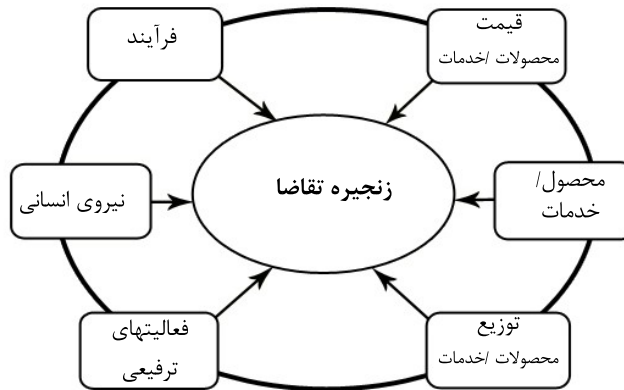 قیمت
محصولات /خدمات
فرآیند
محصول/
خدمات
زنجیره تقاضا
نیروی انسانی
توزیع
محصولات /خدمات
فعالیتهای
ترفیعی